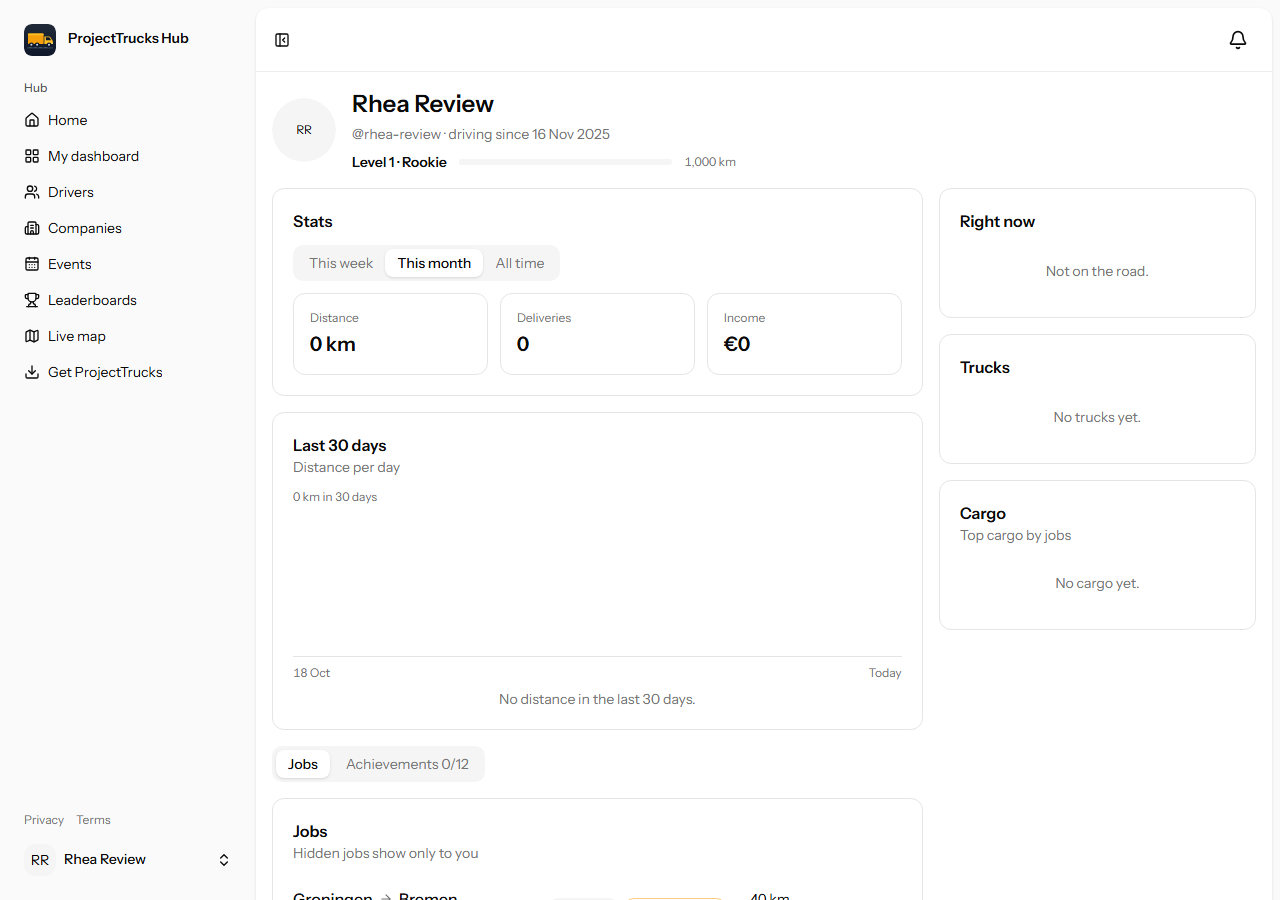 ProjectTrucks Hub
Hub
Home
My dashboard
Drivers
Companies
Events
Leaderboards
Live map
Get ProjectTrucks
Privacy Terms
RR Rhea Review
RR
Rhea Review
@rhea-review · driving since 16 Nov 2025
Level 1 · Rookie 1,000 km
Stats
This week This month All time
Distance
0 km
Deliveries
0
Income
€0
Last 30 days
Distance per day
0 km in 30 days
18 Oct Today
No distance in the last 30 days.
Jobs Achievements 0/12
Jobs
Hidden jobs show only to you
Groningen → Bremen 40 km
Right now
Not on the road.
Trucks
No trucks yet.
Cargo
Top cargo by jobs
No cargo yet.